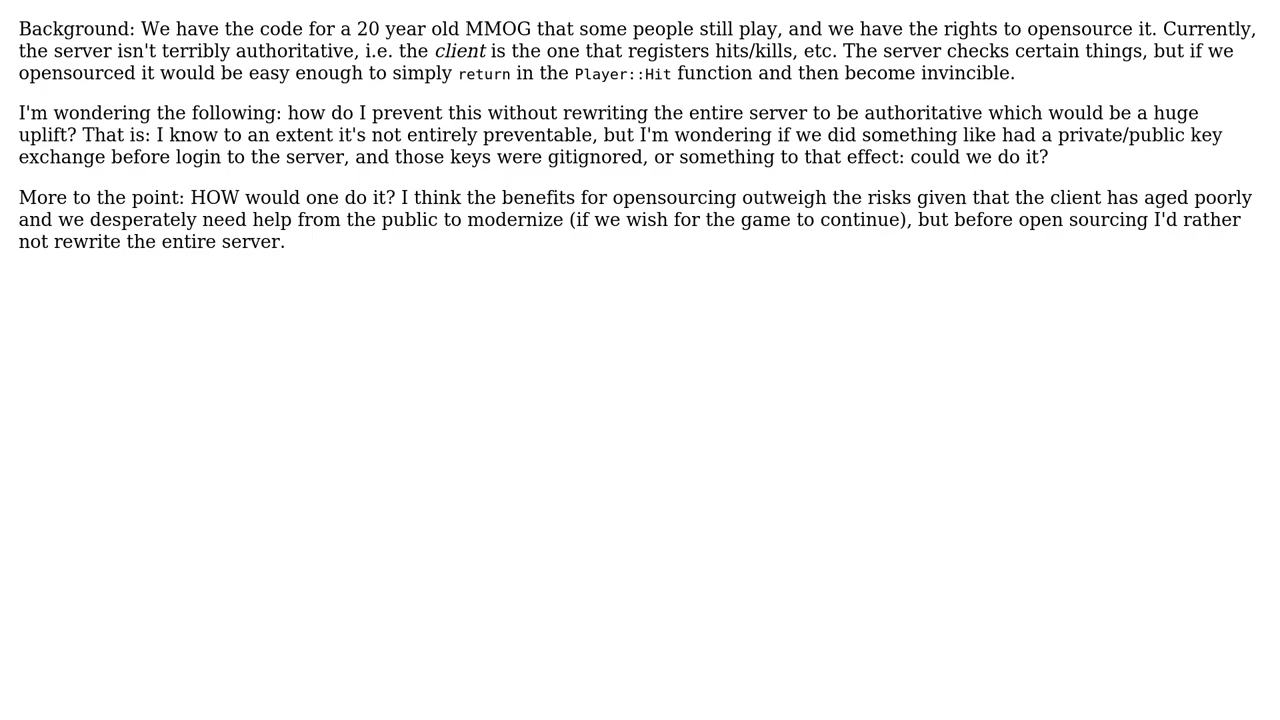 Background: We have the code for a 20 year old MMOG that some people still play, and we have the rights to opensource it. Currently,
the server isn't terribly authoritative, i.e. the client is the one that registers hits/kills, etc. The server checks certain things, but if we
opensourced it would be easy enough to simply return in the Player::Hit function and then become invincible.
I'm wondering the following: how do I prevent this without rewriting the entire server to be authoritative which would be a huge
uplift? That is: I know to an extent it's not entirely preventable, but I'm wondering if we did something like had a private/public key
exchange before login to the server, and those keys were gitignored, or something to that effect: could we do it?
More to the point: HOW would one do it? I think the benefits for opensourcing outweigh the risks given that the client has aged poorly
and we desperately need help from the public to modernize (if we wish for the game to continue), but before open sourcing I'd rather
not rewrite the entire server.